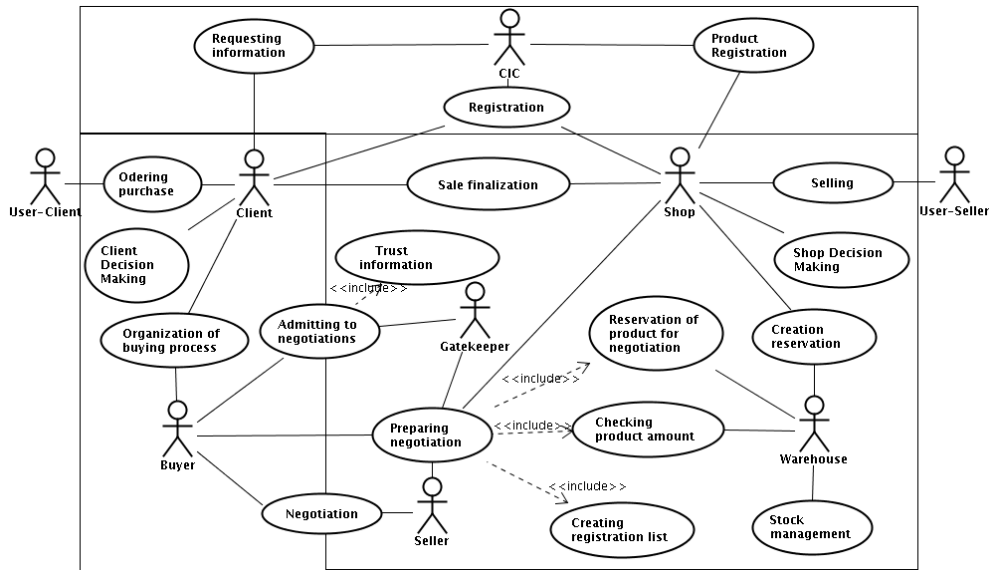 Requesting
information
CIC
Product
Registration
Registration
User-Client
Odering
purchase
Client
Sale finalization
Shop
Selling
User-Seller
Client
Decision
Making
Trust
information
Shop Decision
Making
<<include>>
Organization of
buying process
Admitting to
negotiations
Gatekeeper
Reservation of
product for
negotiation
Creation
reservation
<<include>>
Buyer
Preparing
negotiation
<<include>>
Checking
product amount
Warehouse
<<include>>
Negotiation
Seller
Creating
registration list
Stock
management